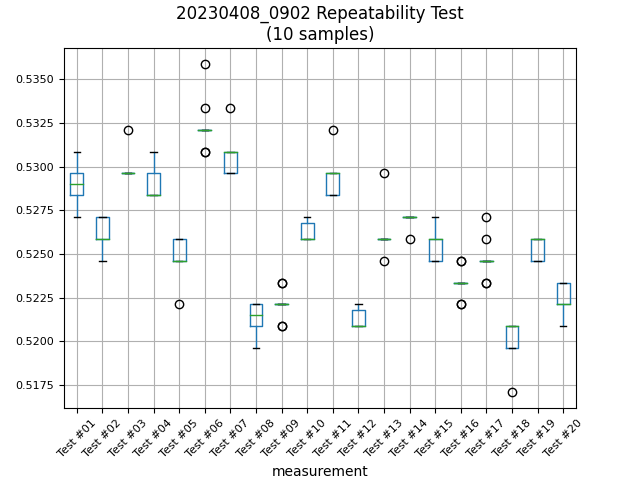 20230408_0902 Repeatability Test
(10 samples)
0.5350
0.5325
0.5300
0.5275
0.5250
0.5225
0.5200
0.5175
Test #01
Test #02
Test #03
Test #04
Test #05
Test #06
Test #07
Test #08
Test #09
Test #10
Test #11
Test #12
Test #13
Test #14
Test #15
Test #16
Test #17
Test #18
Test #19
Test #20
measurement